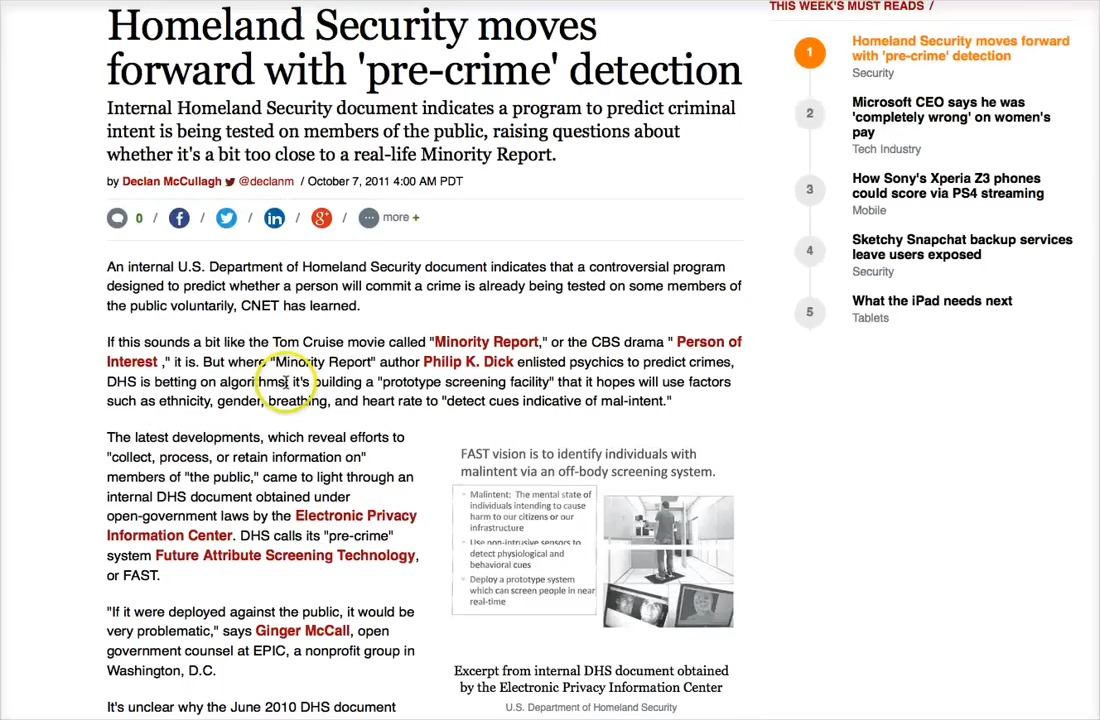 Homeland Security moves
forward with 'pre-crime' detection
Internal Homeland Security document indicates a program to predict criminal
intent is being tested on members of the public, raising questions about
whether it's a bit too close to a real-life Minority Report.
by Declan McCullagh @declanm / October 7, 2011 4:00 AM PDT
0 / f / / in / g+ / ... more +
An internal U.S. Department of Homeland Security document indicates that a controversial program
designed to predict whether a person will commit a crime is already being tested on some members of
the public voluntarily, CNET has learned.
If this sounds a bit like the Tom Cruise movie called "Minority Report," or the CBS drama " Person of
Interest ," it is. But where "Minority Report" author Philip K. Dick enlisted psychics to predict crimes,
DHS is betting on algorithms: it's building a "prototype screening facility" that it hopes will use factors
such as ethnicity, gender, breathing, and heart rate to "detect cues indicative of mal-intent."
The latest developments, which reveal efforts to
"collect, process, or retain information on"
members of "the public," came to light through an
internal DHS document obtained under
open-government laws by the Electronic Privacy
Information Center. DHS calls its "pre-crime"
system Future Attribute Screening Technology,
or FAST.
"If it were deployed against the public, it would be
very problematic," says Ginger McCall, open
government counsel at EPIC, a nonprofit group in
Washington, D.C.
It's unclear why the June 2010 DHS document
FAST vision is to identify individuals with
malintent via an off-body screening system.
• Malintent: The mental state of
individuals intending to cause
harm to our citizens or our
infrastructure
• Use non-intrusive sensors to
detect physiological and
behavioral cues
• Deploy a prototype system
which can screen people in near
real-time
Excerpt from internal DHS document obtained
by the Electronic Privacy Information Center
U.S. Department of Homeland Security
THIS WEEK'S MUST READS /
1
Homeland Security moves forward
with 'pre-crime' detection
Security
2
Microsoft CEO says he was
'completely wrong' on women's
pay
Tech Industry
3
How Sony's Xperia Z3 phones
could score via PS4 streaming
Mobile
4
Sketchy Snapchat backup services
leave users exposed
Security
5
What the iPad needs next
Tablets